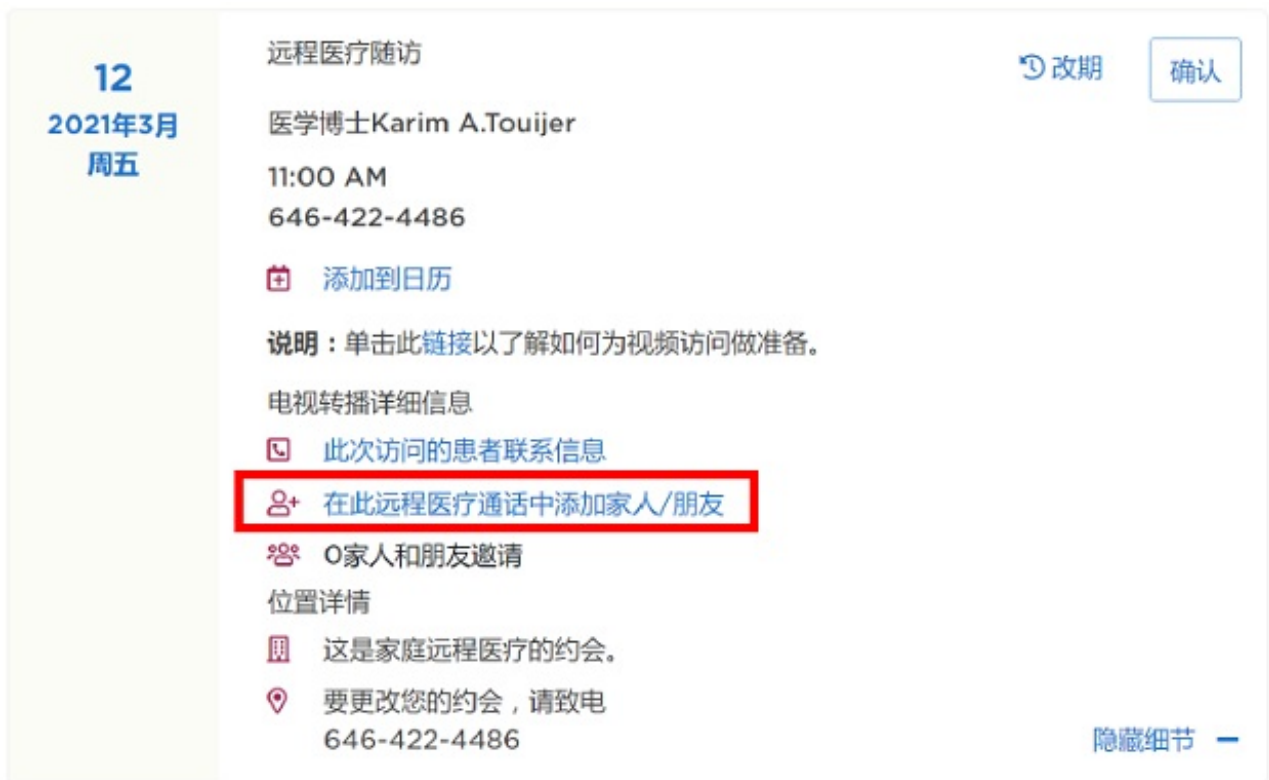 12
2021年3月
周五
远程医疗随访
改期
确认
医学博士Karim A.Touijer
11:00 AM
646-422-4486
添加到日历
说明：单击此链接以了解如何为视频访问做准备。
电视转播详细信息
此次访问的患者联系信息
在此远程医疗通话中添加家人/朋友
0家人和朋友邀请
位置详情
这是家庭远程医疗的约会。
要更改您的约会，请致电
646-422-4486
隐藏细节